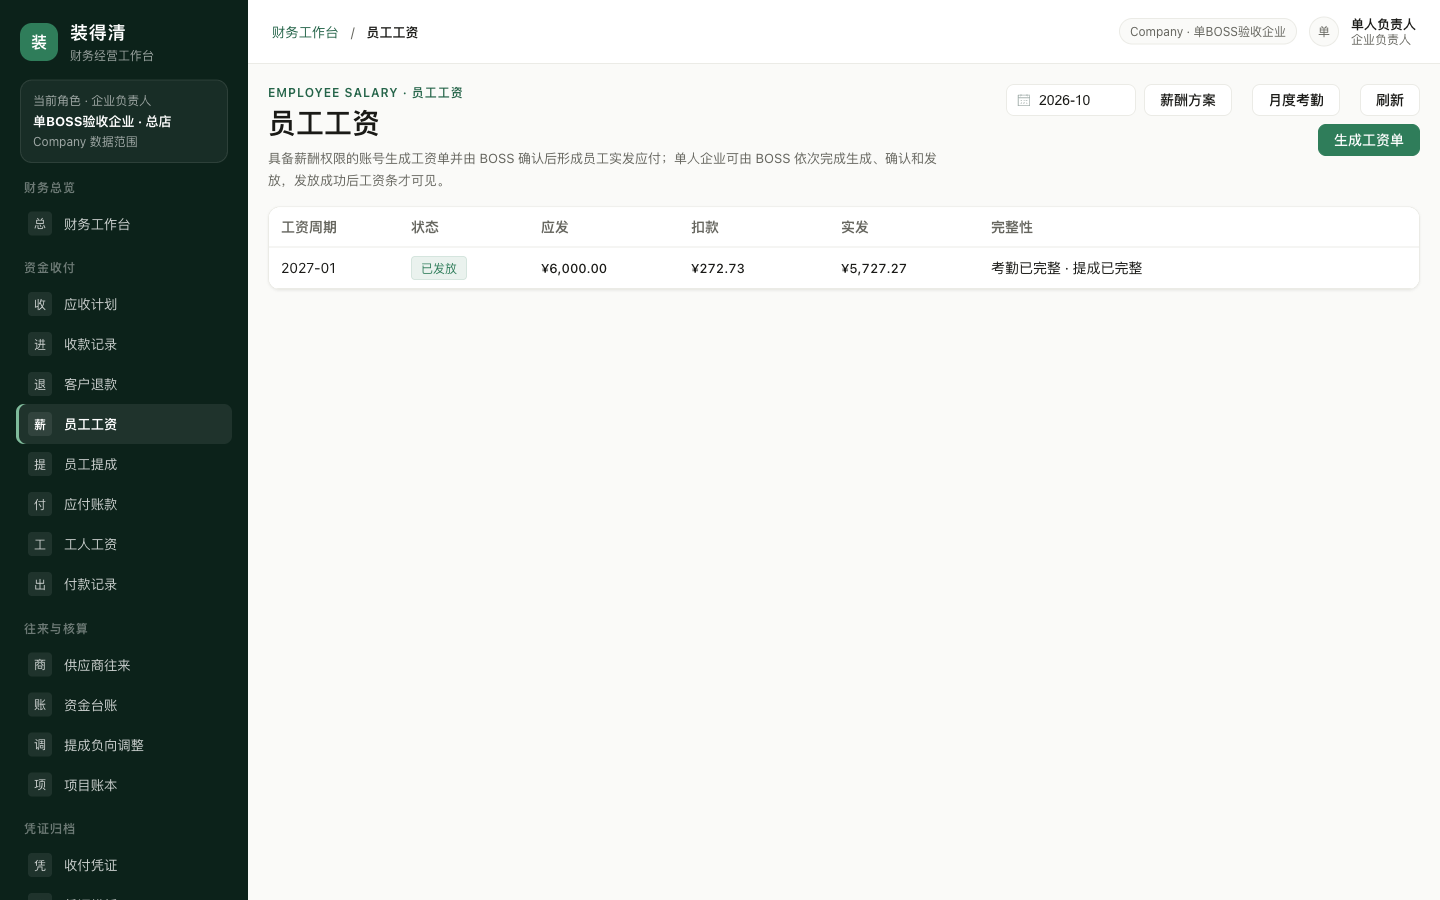 装
装得清
财务经营工作台
当前角色 · 企业负责人
单BOSS验收企业 · 总店
Company 数据范围
财务总览
总 财务工作台
资金收付
收 应收计划
进 收款记录
退 客户退款
薪 员工工资
提 员工提成
付 应付账款
工 工人工资
出 付款记录
往来与核算
商 供应商往来
账 资金台账
调 提成负向调整
项 项目账本
凭证归档
凭 收付凭证
财务工作台 / 员工工资
Company · 单BOSS验收企业
单
单人负责人
企业负责人
EMPLOYEE SALARY · 员工工资
员工工资
具备薪酬权限的账号生成工资单并由 BOSS 确认后形成员工实发应付；单人企业可由 BOSS 依次完成生成、确认和发
放，发放成功后工资条才可见。
2026-10
薪酬方案
月度考勤
刷新
生成工资单
工资周期 状态 应发 扣款 实发 完整性
2027-01 已发放 ¥6,000.00 ¥272.73 ¥5,727.27 考勤已完整 · 提成已完整